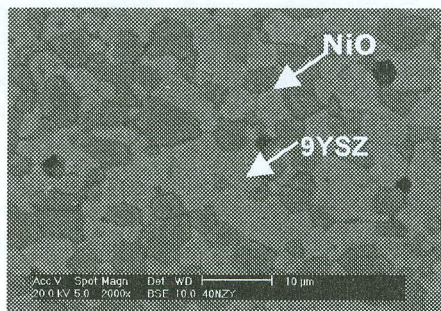 NiO
9YSZ
Acc.V Spot Magn Det WD 10 µm
20.0 kV 5.0 2000x BSE 10.0 40NZY